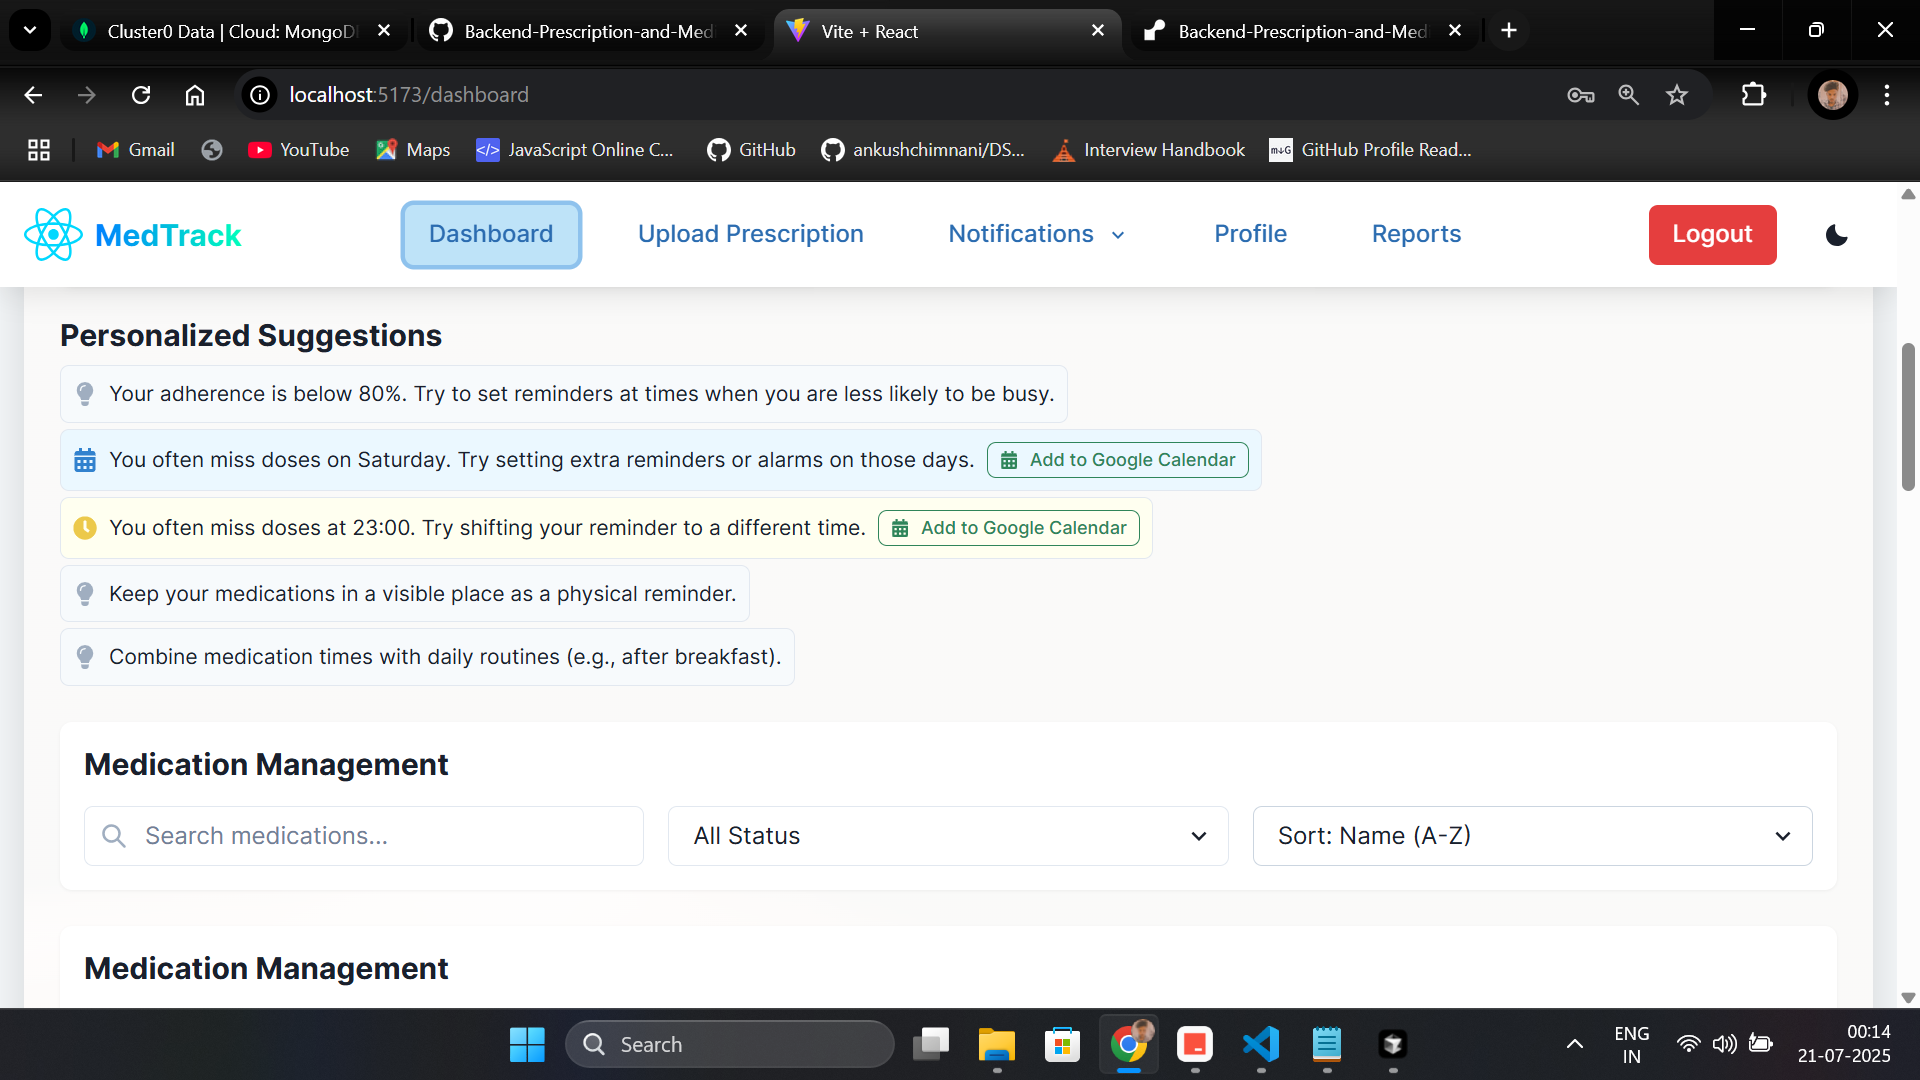 Cluster0 Data | Cloud: MongoD
Backend-Prescription-and-Med
Vite + React
Backend-Prescription-and-Med
localhost:5173/dashboard
Gmail
YouTube
Maps
</> JavaScript Online C...
GitHub
ankushchimnani/DS...
Interview Handbook
m↓G GitHub Profile Read...
MedTrack
Dashboard
Upload Prescription
Notifications
Profile
Reports
Logout
Personalized Suggestions
Your adherence is below 80%. Try to set reminders at times when you are less likely to be busy.
You often miss doses on Saturday. Try setting extra reminders or alarms on those days. Add to Google Calendar
You often miss doses at 23:00. Try shifting your reminder to a different time. Add to Google Calendar
Keep your medications in a visible place as a physical reminder.
Combine medication times with daily routines (e.g., after breakfast).
Medication Management
Search medications...
All Status
Sort: Name (A-Z)
Medication Management
Search
ENG
IN
00:14
21-07-2025